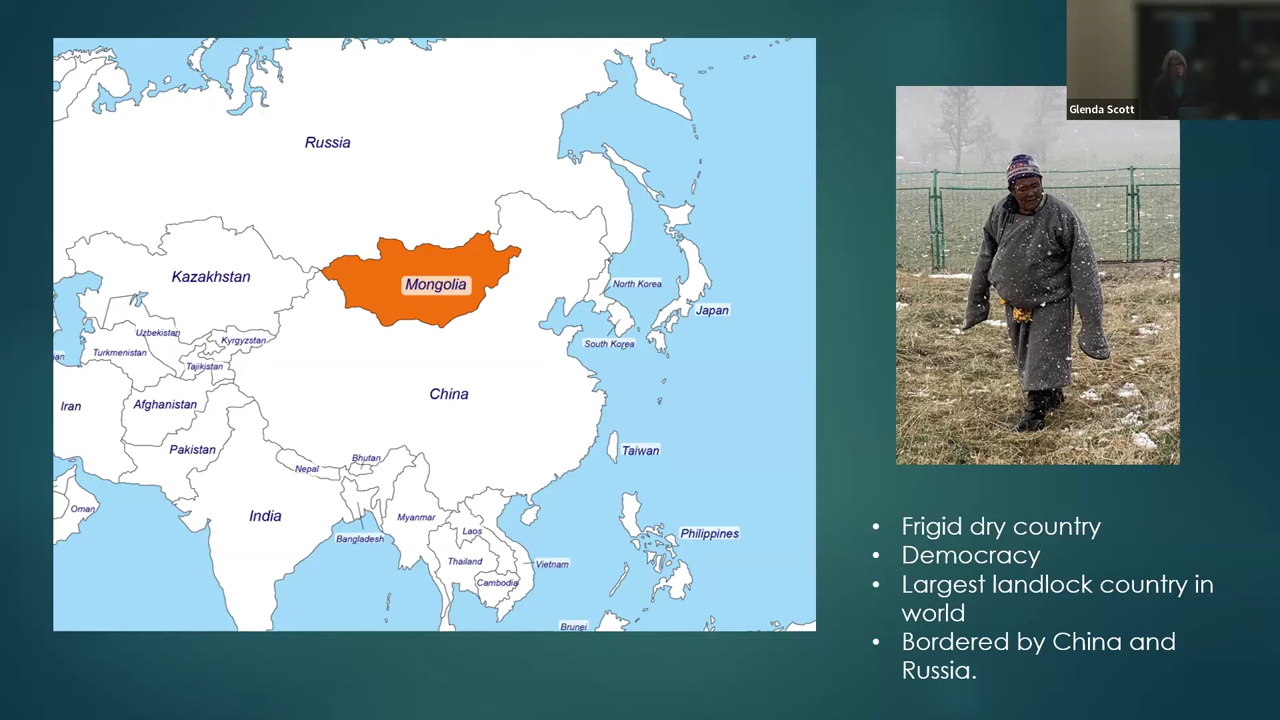 Glenda Scott
Russia
Kazakhstan
Mongolia
North Korea
Japan
Uzbekistan
Kyrgyzstan
South Korea
Turkmenistan
an
Tajikistan
China
Iran
Afghanistan
Pakistan
Taiwan
Bhutan
Nepal
India
Oman
Myanmar
Bangladesh
Laos
Philippines
Thailand
Vietnam
Cambodia
Brunei
• Frigid dry country
• Democracy
• Largest landlock country in
world
• Bordered by China and
Russia.